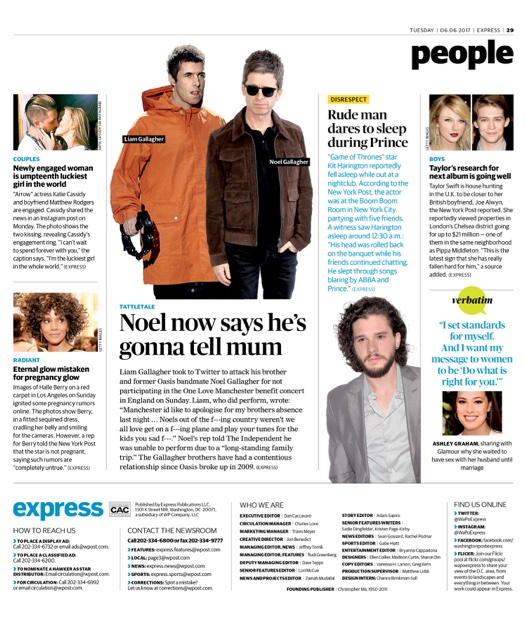 TUESDAY | 06.06.2017 | EXPRESS | 29
people
KATIE CASSIDY ON INSTAGRAM
COUPLES
Newly engaged woman
is umpteenth luckiest
girl in the world
"Arrow" actress Katie Cassidy
and boyfriend Matthew Rodgers
are engaged. Cassidy shared the
news in an Instagram post on
Monday. The photo shows the
two kissing, revealing Cassidy's
engagement ring. "I can't wait
to spend forever with you," the
caption says. "I'm the luckiest girl
in the whole world." (EXPRESS)
GETTY IMAGES
RADIANT
Eternal glow mistaken
for pregnancy glow
Images of Halle Berry on a red
carpet in Los Angeles on Sunday
ignited some pregnancy rumors
online. The photos show Berry,
in a fitted sequined dress,
cradling her belly and smiling
for the cameras. However, a rep
for Berry told the New York Post
that the star is not pregnant,
saying such rumors are
"completely untrue." (EXPRESS)
Liam Gallagher
Noel Gallagher
TATTLETALE
Noel now says he's
gonna tell mum
Liam Gallagher took to Twitter to attack his brother
and former Oasis bandmate Noel Gallagher for not
participating in the One Love Manchester benefit concert
in England on Sunday. Liam, who did perform, wrote:
"Manchester id like to apologise for my brothers absence
last night ... Noels out of the f---ing country weren't we
all love get on a f---ing plane and play your tunes for the
kids you sad f---." Noel's rep told The Independent he
was unable to perform due to a "long-standing family
trip." The Gallagher brothers have had a contentious
relationship since Oasis broke up in 2009. (EXPRESS)
DISRESPECT
Rude man
dares to sleep
during Prince
"Game of Thrones" star
Kit Harington reportedly
fell asleep while out at a
nightclub. According to the
New York Post, the actor
was at the Boom Boom
Room in New York City
partying with five friends.
A witness saw Harington
asleep around 12:30 a.m.:
"His head was rolled back
on the banquet while his
friends continued chatting.
He slept through songs
blaring by ABBA and
Prince." (EXPRESS)
GETTY IMAGES
BOYS
Taylor's research for
next album is going well
Taylor Swift is house hunting
in the U.K. to be closer to her
British boyfriend, Joe Alwyn,
the New York Post reported. She
reportedly viewed properties in
London's Chelsea district going
for up to $21 million — one of
them in the same neighborhood
as Pippa Middleton. "This is the
latest sign that she has really
fallen hard for him," a source
added. (EXPRESS)
verbatim
"I set standards
for myself.
And I want my
message to women
to be 'Do what is
right for you.'"
ASHLEY GRAHAM, sharing with
Glamour why she waited to
have sex with her husband until
marriage
express
CAC
Published by Express Publications LLC,
1301 K Street NW, Washington, DC 20071,
a subsidiary of WP Company, LLC
HOW TO REACH US
TO PLACE A DISPLAY AD:
Call 202-334-6732 or email ads@wpost.com.
TO PLACE A CLASSIFIED AD:
Call 202-334-6200.
TO NOMINATE A HAWKER AS STAR
DISTRIBUTOR: Email circulation@wpost.com.
FOR CIRCULATION: Call 202-334-6992
or email circulation@wpost.com.
CONTACT THE NEWSROOM
Call 202-334-6800 or fax 202-334-9777
FEATURES: express.features@wpost.com
LOCAL: page3@wpost.com
NEWS: express.news@wpost.com
SPORTS: express.sports@wpost.com
CORRECTIONS: Spot a mistake?
Let us know at corrections@wpost.com.
WHO WE ARE
EXECUTIVE EDITOR | Dan Caccavaro
CIRCULATION MANAGER | Charles Love
MARKETING MANAGER | Travis Meyer
CREATIVE DIRECTOR | Jon Benedict
MANAGING EDITOR, NEWS | Jeffrey Tomik
MANAGING EDITOR, FEATURES | Rudi Greenberg
DEPUTY MANAGING EDITOR | Dave Tepps
SENIOR FEATURES EDITOR | Lori McCue
NEWS AND PROJECTS EDITOR | Zainab Mudallal
STORY EDITOR | Adam Sapiro
SENIOR FEATURES WRITERS |
Sadie Dingfelder, Kristen Page-Kirby
NEWS EDITORS | Sean Gossard, Rachel Podnar
SPORTS EDITOR | Gabe Hiatt
ENTERTAINMENT EDITOR | Bryanna Cappadona
DESIGNERS | Ellen Collier, Madison Curtis, Sharon Din
COPY EDITORS | Vanessa H. Larson, Greg Kern
PRODUCTION SUPERVISOR | Matthew Liddi
DESIGN INTERN | Chance Brinkman-Sull
FOUNDING PUBLISHER | Christopher Ma, 1950-2011
FIND US ONLINE
TWITTER:
@WaPoExpress
INSTAGRAM:
@WaPoExpress
FACEBOOK: facebook.com/
washingtonpostexpress
FLICKR: Join our Flickr
pool at flickr.com/groups/
wapoexpress to share your
view of the D.C. area, from
events to landscapes and
everything in between. Your
work could appear in Express.